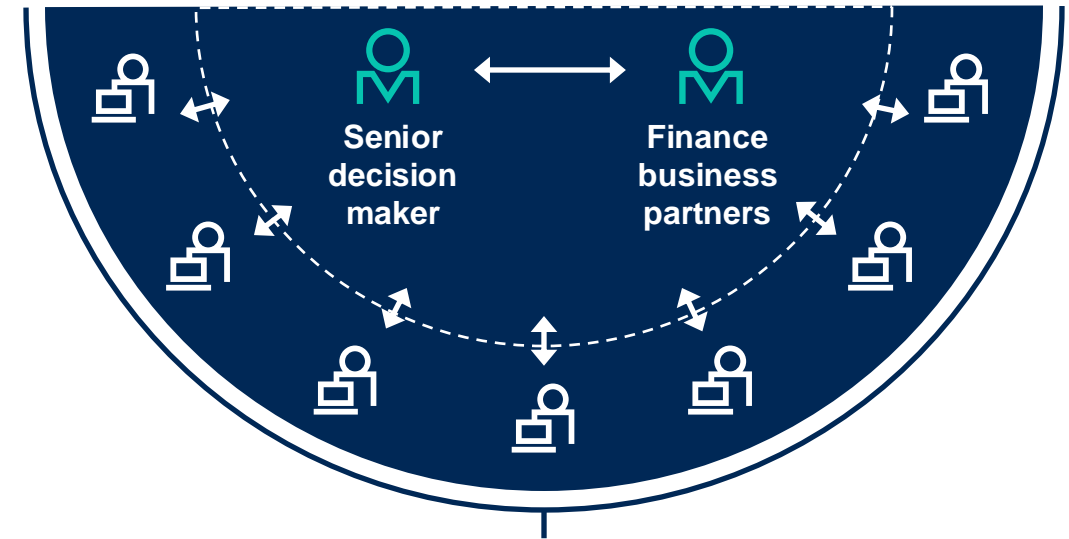 Senior
decision
maker
Finance
business
partners